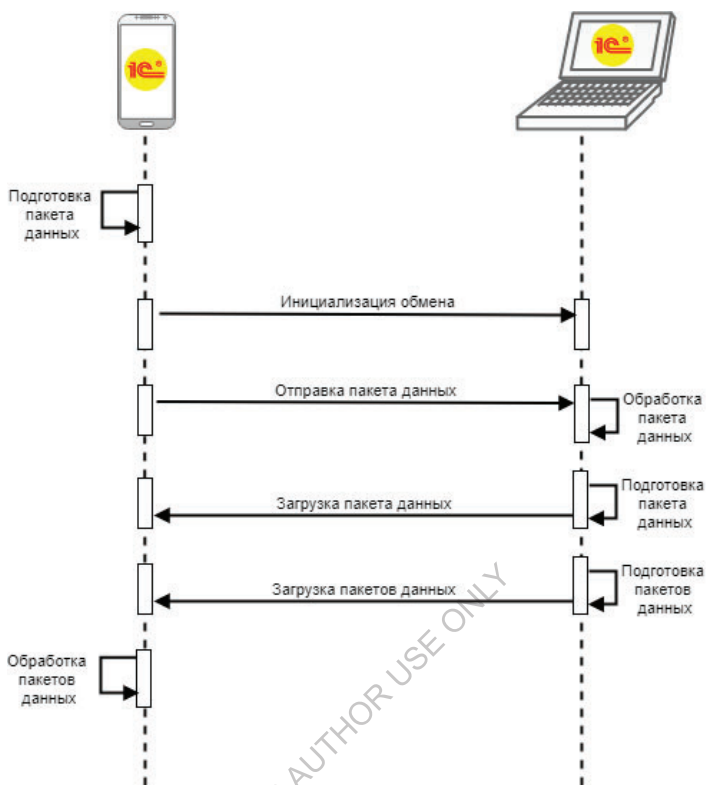 1С®
1С®
Подготовка
пакета
данных
Инициализация обмена
Отправка пакета данных
Обработка
пакета
данных
Загрузка пакета данных
Подготовка
пакета
данных
Загрузка пакетов данных
Подготовка
пакетов
данных
Обработка
пакетов
данных
AUTHOR USE ONLY